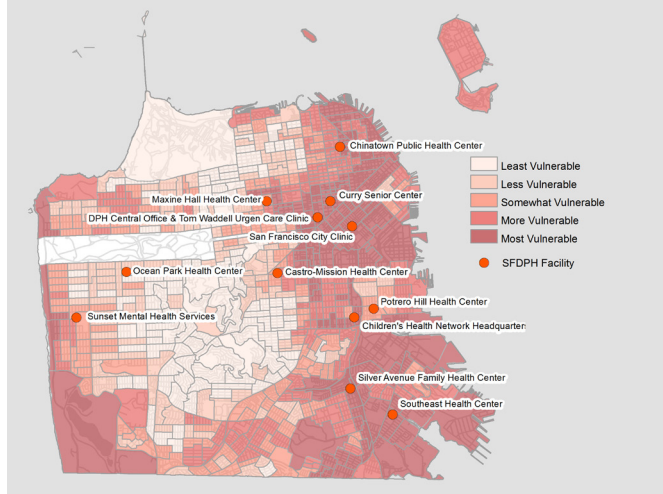 Chinatown Public Health Center
Least Vulnerable
Less Vulnerable
Somewhat Vulnerable
More Vulnerable
Most Vulnerable
SFDPH Facility
Maxine Hall Health Center
Curry Senior Center
DPH Central Office & Tom Waddell Urgen Care Clinic
San Francisco City Clinic
Ocean Park Health Center
Castro-Mission Health Center
Potrero Hill Health Center
Sunset Mental Health Services
Children's Health Network Headquarten
Silver Avenue Family Health Center
Southeast Health Center